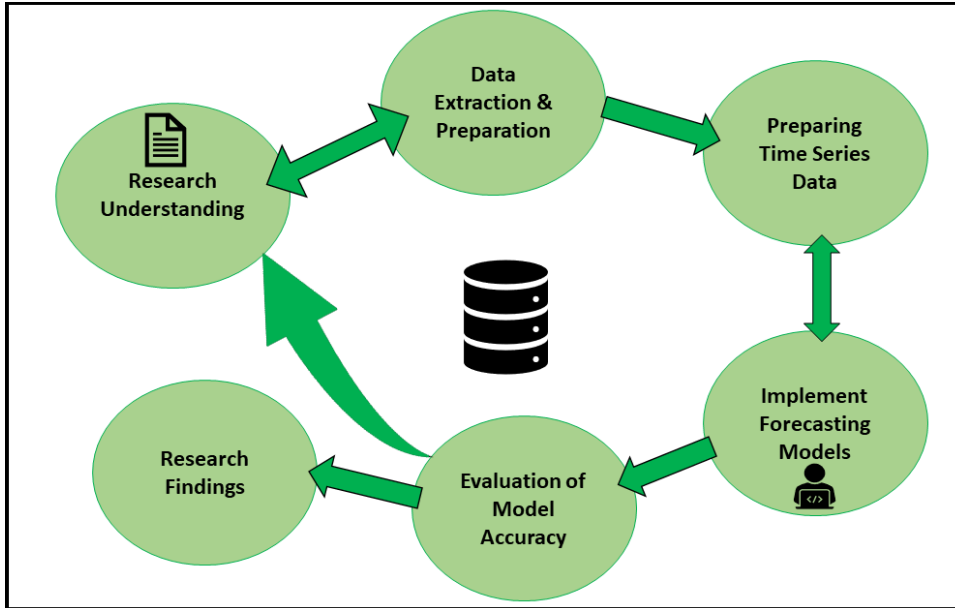 Data
Extraction &
Preparation
Preparing
Time Series
Data
Research
Understanding
Implement
Forecasting
Models
</>
Evaluation of
Model
Accuracy
Research
Findings